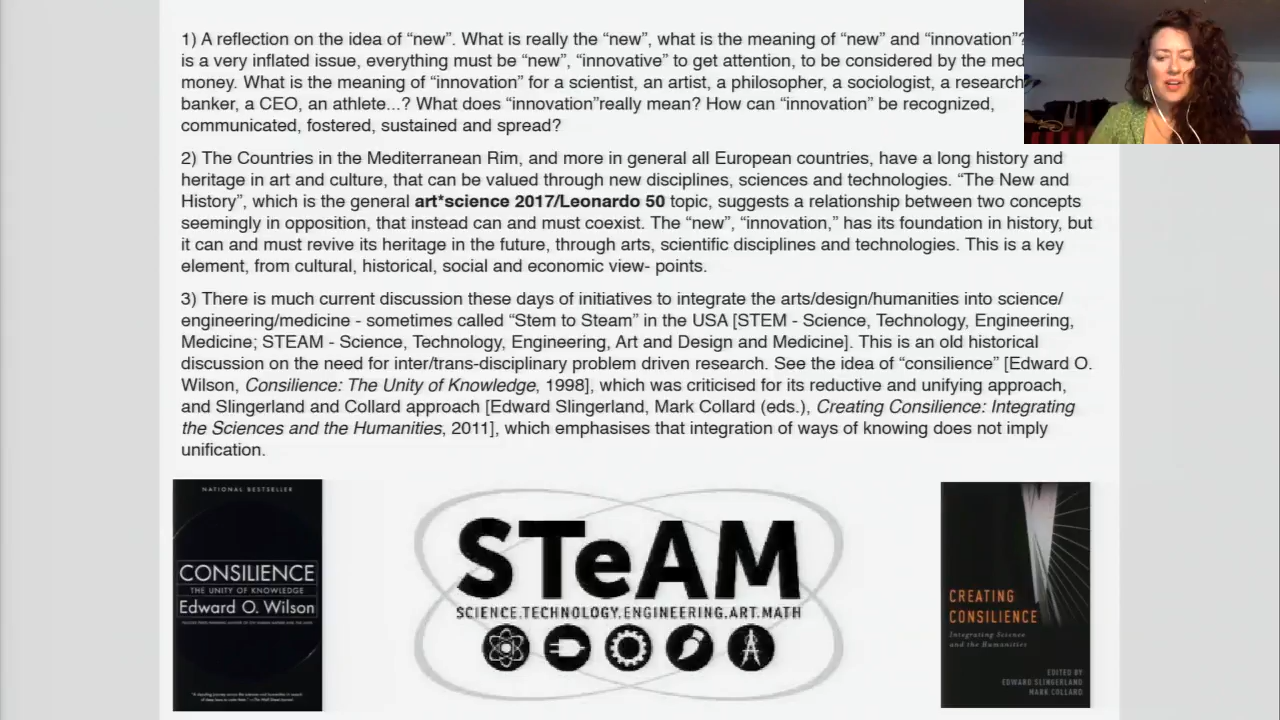 1) A reflection on the idea of “new”. What is really the “new”, what is the meaning of “new” and “innovation”?
is a very inflated issue, everything must be “new”, “innovative” to get attention, to be considered by the med
money. What is the meaning of “innovation” for a scientist, an artist, a philosopher, a sociologist, a research
banker, a CEO, an athlete...? What does “innovation”really mean? How can “innovation” be recognized,
communicated, fostered, sustained and spread?
2) The Countries in the Mediterranean Rim, and more in general all European countries, have a long history and
heritage in art and culture, that can be valued through new disciplines, sciences and technologies. “The New and
History”, which is the general art*science 2017/Leonardo 50 topic, suggests a relationship between two concepts
seemingly in opposition, that instead can and must coexist. The “new”, “innovation,” has its foundation in history, but
it can and must revive its heritage in the future, through arts, scientific disciplines and technologies. This is a key
element, from cultural, historical, social and economic view- points.
3) There is much current discussion these days of initiatives to integrate the arts/design/humanities into science/
engineering/medicine - sometimes called “Stem to Steam” in the USA [STEM - Science, Technology, Engineering,
Medicine; STEAM - Science, Technology, Engineering, Art and Design and Medicine]. This is an old historical
discussion on the need for inter/trans-disciplinary problem driven research. See the idea of “consilience” [Edward O.
Wilson, Consilience: The Unity of Knowledge, 1998], which was criticised for its reductive and unifying approach,
and Slingerland and Collard approach [Edward Slingerland, Mark Collard (eds.), Creating Consilience: Integrating
the Sciences and the Humanities, 2011], which emphasises that integration of ways of knowing does not imply
unification.
NATIONAL BESTSELLER
CONSILIENCE
THE UNITY OF KNOWLEDGE
Edward O. Wilson
STeAM
SCIENCE.TECHNOLOGY.ENGINEERING.ART.MATH
CREATING
CONSILIENCE
Integrating Science
and the Humanities
EDITED BY
EDWARD SLINGERLAND
MARK COLLARD